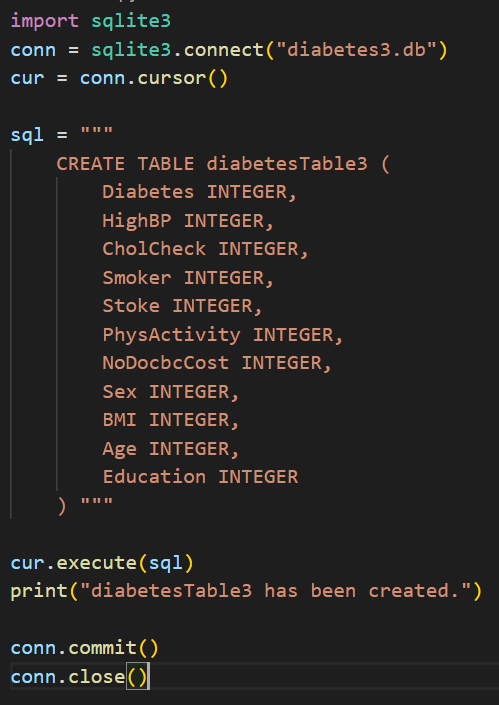 import sqlite3
conn = sqlite3.connect("diabetes3.db")
cur = conn.cursor()
sql = """
CREATE TABLE diabetesTable3 (
Diabetes INTEGER,
HighBP INTEGER,
CholCheck INTEGER,
Smoker INTEGER,
Stoke INTEGER,
PhysActivity INTEGER,
NoDocbcCost INTEGER,
Sex INTEGER,
BMI INTEGER,
Age INTEGER,
Education INTEGER
) """
cur.execute(sql)
print("diabetesTable3 has been created.")
conn.commit()
conn.close()